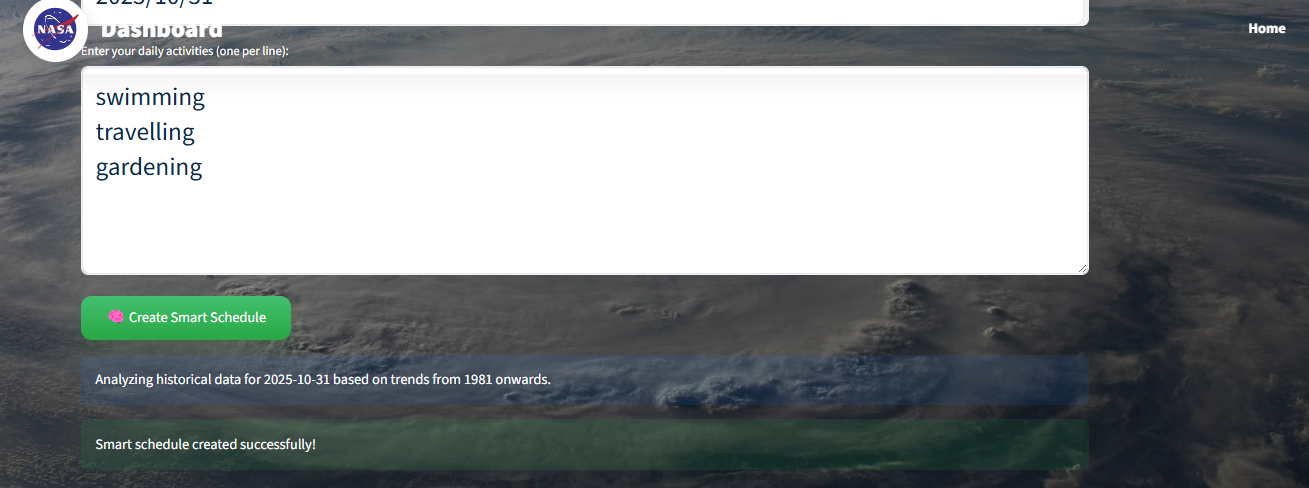 2025/10/31
NASA
Dashboard
Home
Enter your daily activities (one per line):
swimming
travelling
gardening
🧠 Create Smart Schedule
Analyzing historical data for 2025-10-31 based on trends from 1981 onwards.
Smart schedule created successfully!